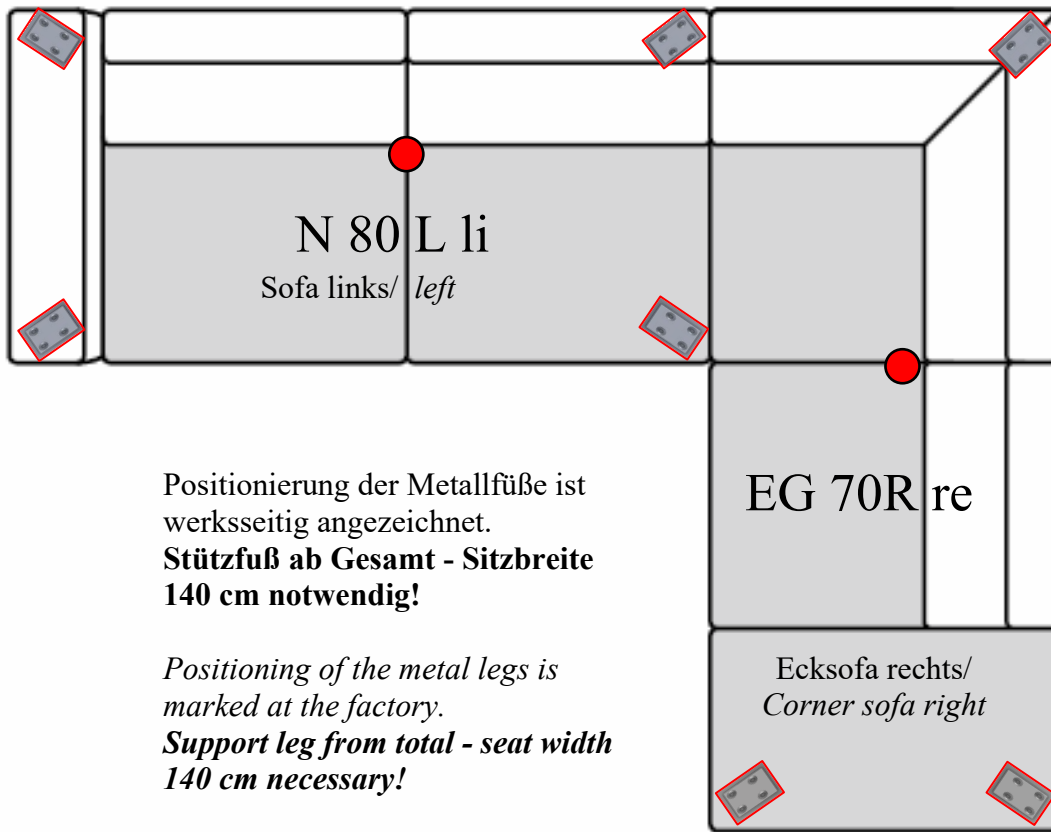 N 80 L li
Sofa links/ left
Positionierung der Metallfüße ist
werksseitig angezeichnet.
Stützfuß ab Gesamt - Sitzbreite
140 cm notwendig!
Positioning of the metal legs is
marked at the factory.
Support leg from total - seat width
140 cm necessary!
EG 70R re
Ecksofa rechts/
Corner sofa right